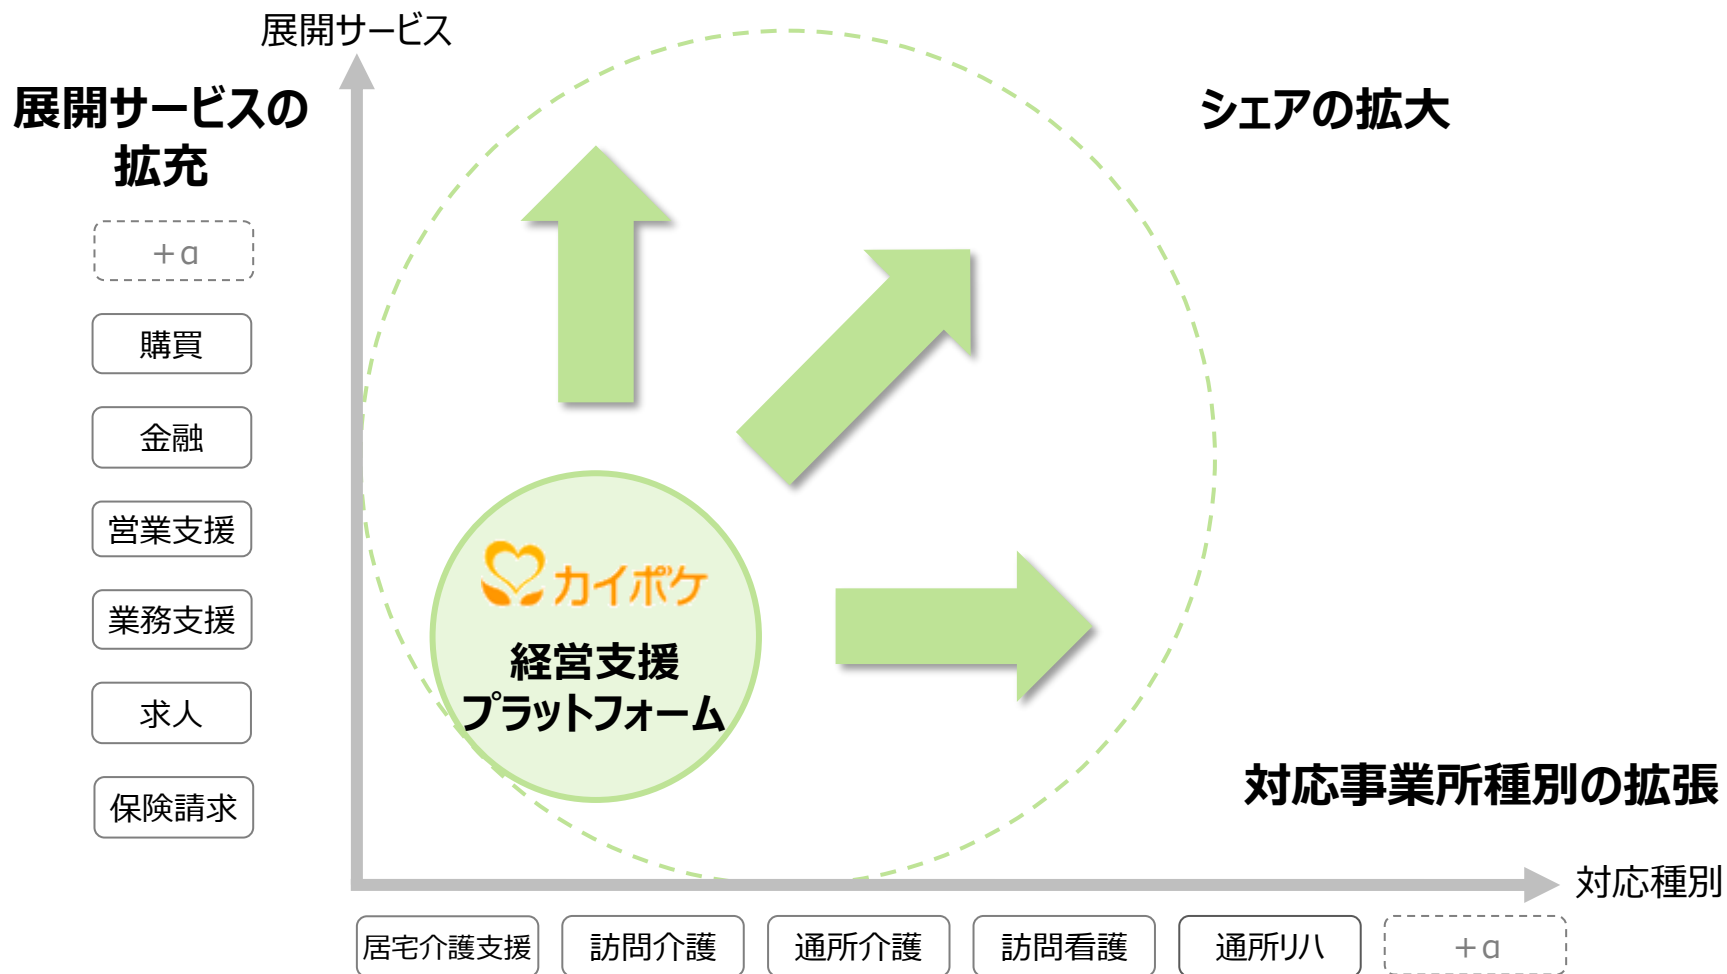 展開サービス
展開サービスの
拡充
シェアの拡大
+α
購買
金融
営業支援
業務支援
求人
保険請求
カイポケ
経営支援
プラットフォーム
対応事業所種別の拡張
対応種別
居宅介護支援
訪問介護
通所介護
訪問看護
通所リハ
+α